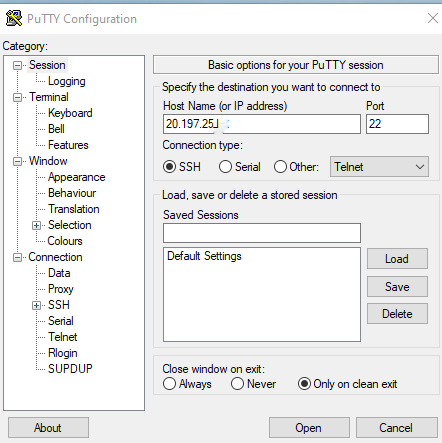 PuTTY Configuration
Category:
Session
Logging
Terminal
Keyboard
Bell
Features
Window
Appearance
Behaviour
Translation
Selection
Colours
Connection
Data
Proxy
SSH
Serial
Telnet
Rlogin
SUPDUP
Basic options for your PuTTY session
Specify the destination you want to connect to
Host Name (or IP address)
Port
22
Connection type:
SSH
Serial
Other:
Telnet
Load, save or delete a stored session
Saved Sessions
Default Settings
Load
Save
Delete
Close window on exit:
Always
Never
Only on clean exit
About
Open
Cancel